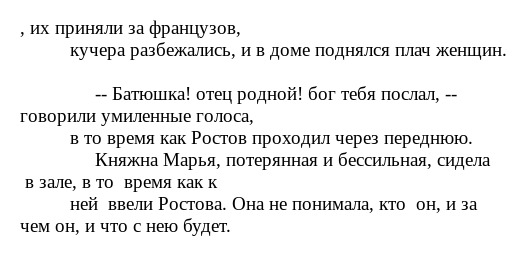 , их приняли за французов,
кучера разбежались, и в доме поднялся плач женщин.
-- Батюшка! отец родной! бог тебя послал, --
говорили умиленные голоса,
в то время как Ростов проходил через переднюю.
Княжна Марья, потерянная и бессильная, сидела
в зале, в то  время как к
ней  ввели Ростова. Она не понимала, кто  он, и за
чем он, и что с нею будет.